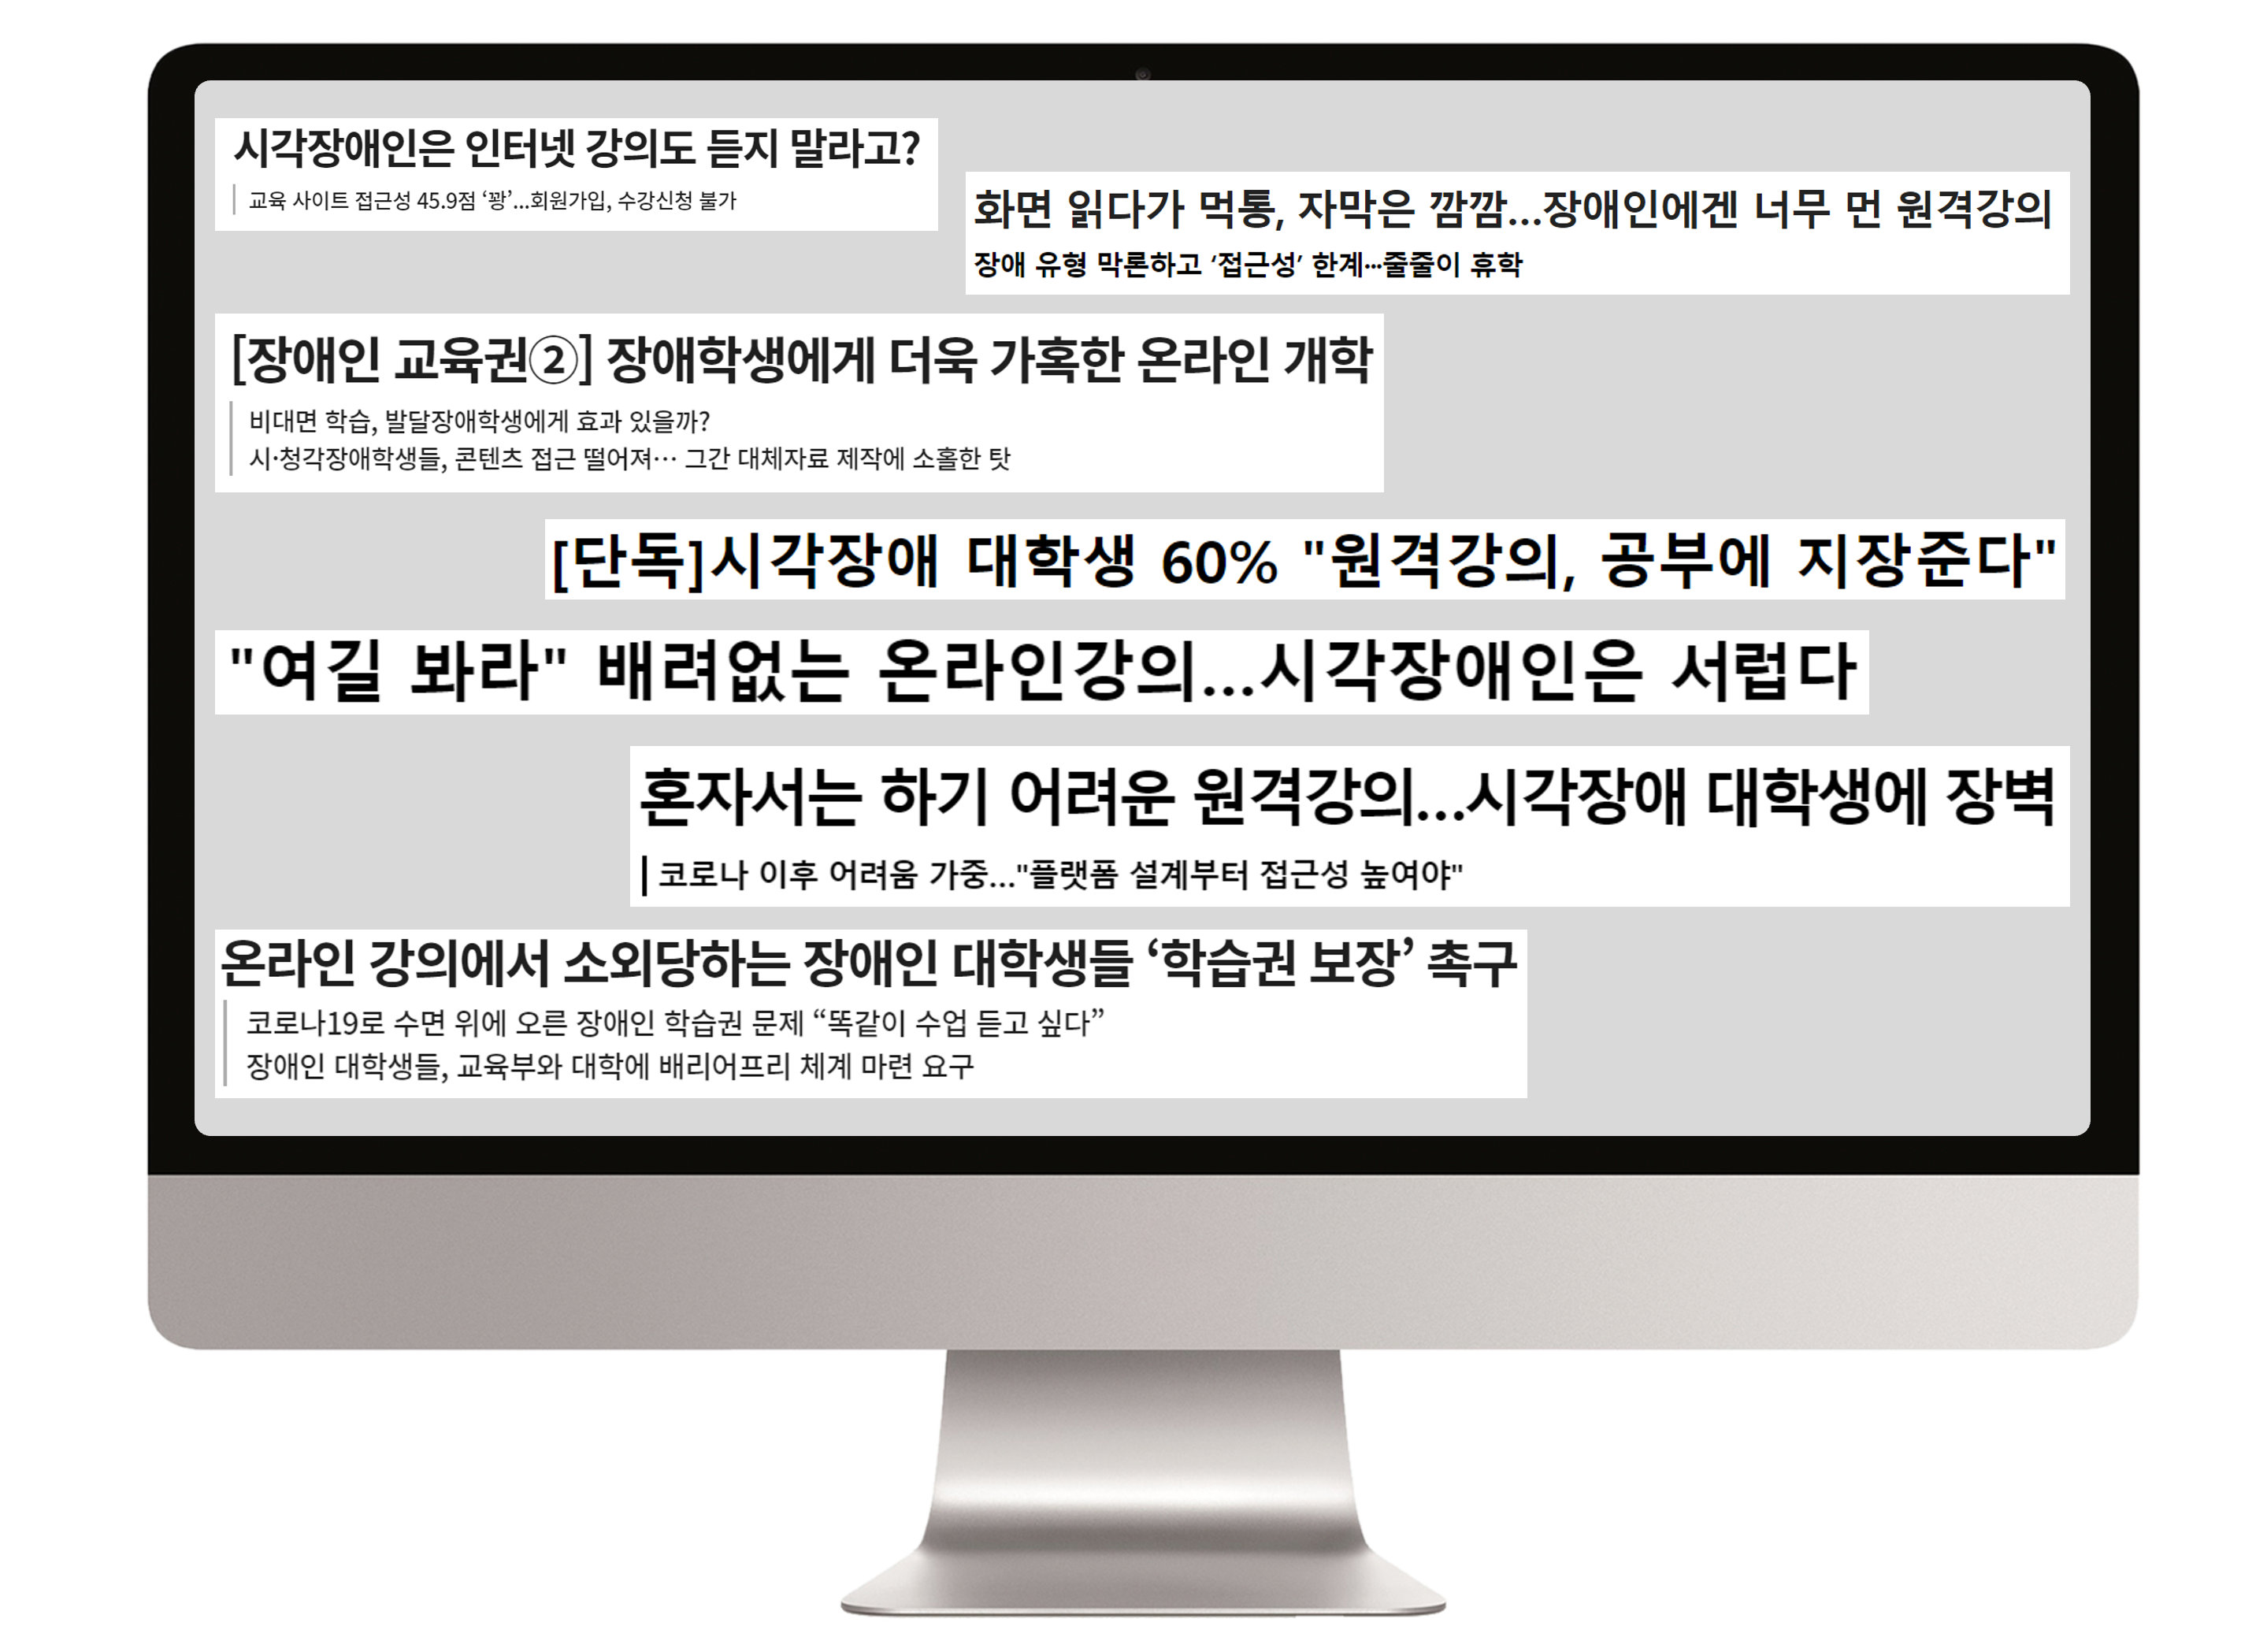 시각장애인은 인터넷 강의도 듣지 말라고?
교육 사이트 접근성 45.9점 ‘꽝’...회원가입, 수강신청 불가
화면 읽다가 먹통, 자막은 깜깜...장애인에겐 너무 먼 원격강의
장애 유형 막론하고 ‘접근성’ 한계···줄줄이 휴학
[장애인 교육권②] 장애학생에게 더욱 가혹한 온라인 개학
비대면 학습, 발달장애학생에게 효과 있을까?
시·청각장애학생들, 콘텐츠 접근 떨어져… 그간 대체자료 제작에 소홀한 탓
[단독]시각장애 대학생 60% "원격강의, 공부에 지장준다"
"여길 봐라" 배려없는 온라인강의...시각장애인은 서럽다
혼자서는 하기 어려운 원격강의...시각장애 대학생에 장벽
코로나 이후 어려움 가중..."플랫폼 설계부터 접근성 높여야"
온라인 강의에서 소외당하는 장애인 대학생들 ‘학습권 보장’ 촉구
코로나19로 수면 위에 오른 장애인 학습권 문제 “똑같이 수업 듣고 싶다”
장애인 대학생들, 교육부와 대학에 배리어프리 체계 마련 요구